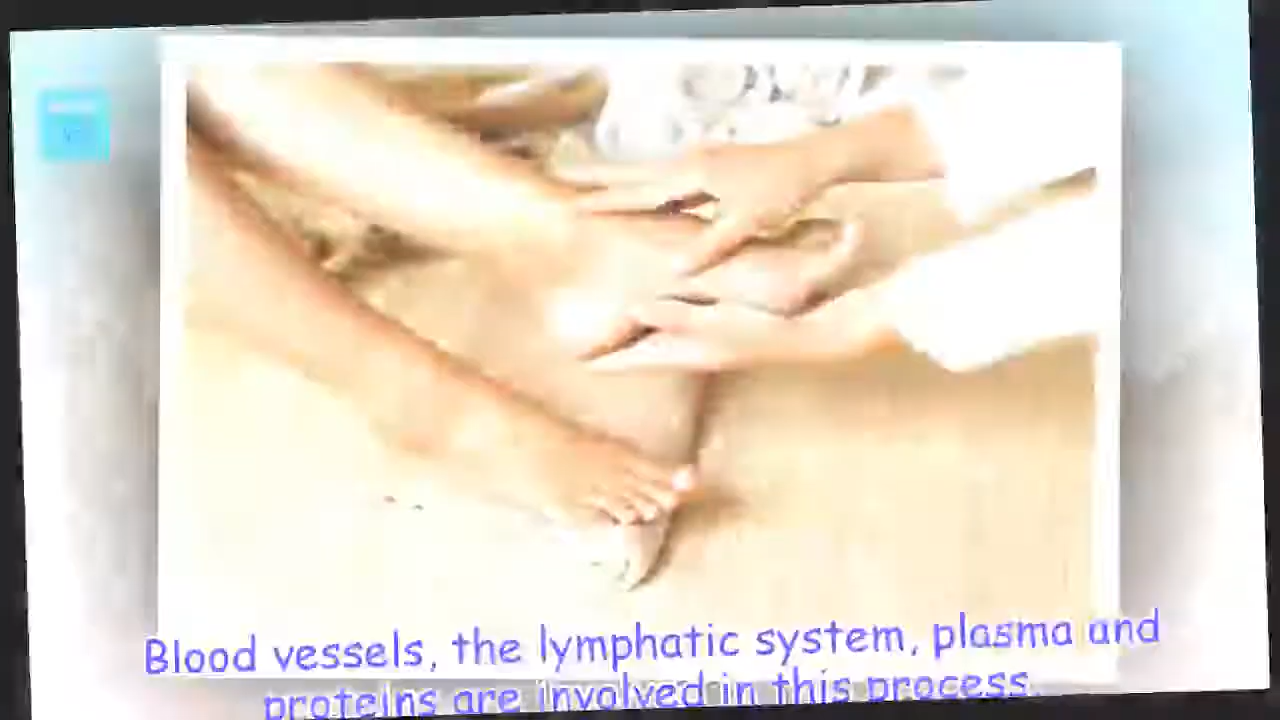 Blood vessels, the lymphatic system, plasma and
proteins are involved in this process.